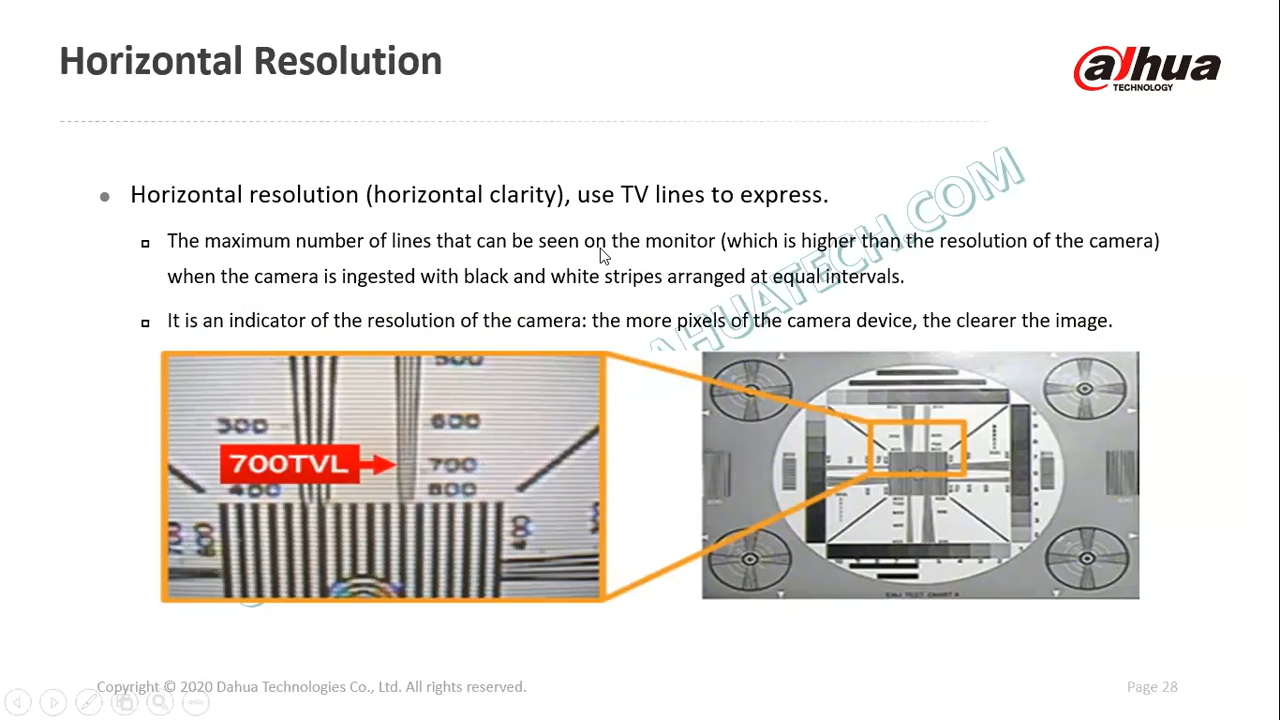 Horizontal Resolution
alhua
TECHNOLOGY
Horizontal resolution (horizontal clarity), use TV lines to express.
The maximum number of lines that can be seen on the monitor (which is higher than the resolution of the camera)
when the camera is ingested with black and white stripes arranged at equal intervals.
It is an indicator of the resolution of the camera: the more pixels of the camera device, the clearer the image.
AHUATECH.COM
500
300
600
700TVL
700
400
800
Copyright © 2020 Dahua Technologies Co., Ltd. All rights reserved.
Page 28